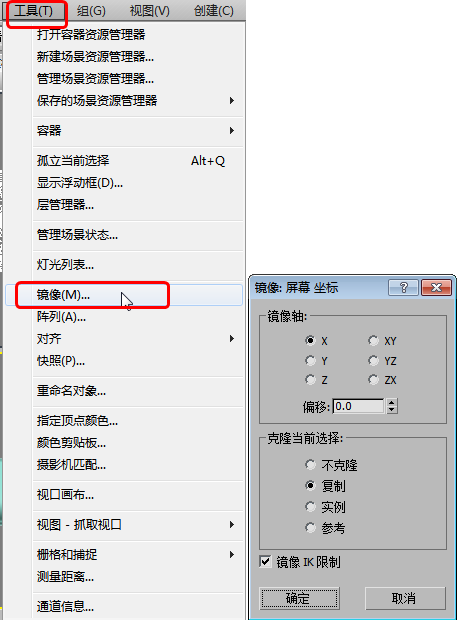 工具(T) 组(G) 视图(V) 创建(C)
打开容器资源管理器
新建场景资源管理器...
管理场景资源管理器...
保存的场景资源管理器
容器
孤立当前选择 Alt+Q
显示浮动框(D)...
层管理器...
管理场景状态...
灯光列表...
镜像(M)...
阵列(A)...
对齐
快照(P)...
重命名对象...
指定顶点颜色...
颜色剪贴板...
摄影机匹配...
视口画布...
视图 - 抓取视口
栅格和捕捉
测量距离...
通道信息...
镜像: 屏幕 坐标
镜像轴:
X XY
Y YZ
Z ZX
偏移: 0.0
克隆当前选择:
不克隆
复制
实例
参考
镜像 IK 限制
确定 取消